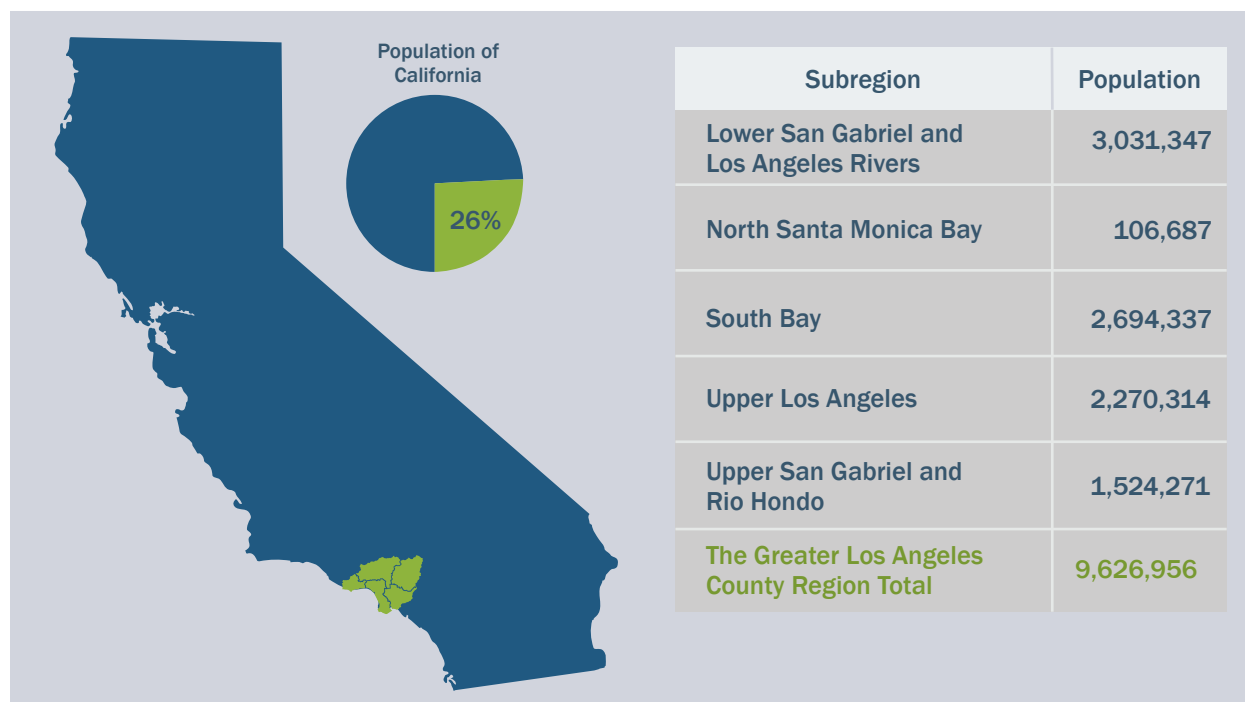 Population of
California
26%
Subregion Population
Lower San Gabriel and
Los Angeles Rivers
3,031,347
North Santa Monica Bay 106,687
South Bay 2,694,337
Upper Los Angeles 2,270,314
Upper San Gabriel and
Rio Hondo
1,524,271
The Greater Los Angeles
County Region Total
9,626,956